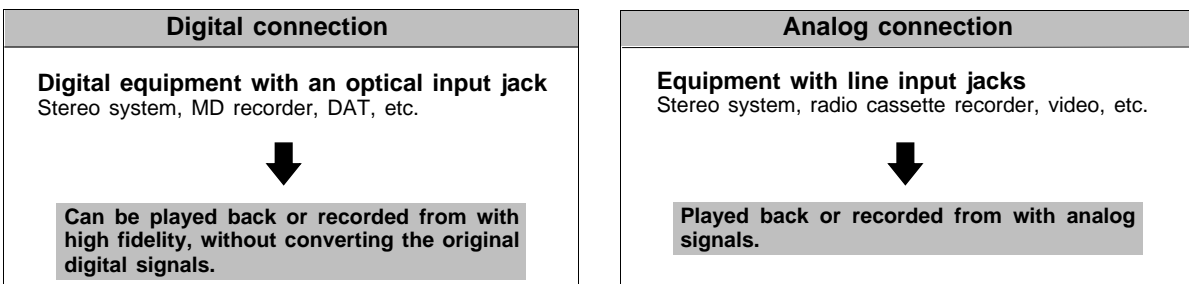 Digital connection
Digital equipment with an optical input jack
Stereo system, MD recorder, DAT, etc.
Can be played back or recorded from with
high fidelity, without converting the original
digital signals.
Analog connection
Equipment with line input jacks
Stereo system, radio cassette recorder, video, etc.
Played back or recorded from with analog
signals.